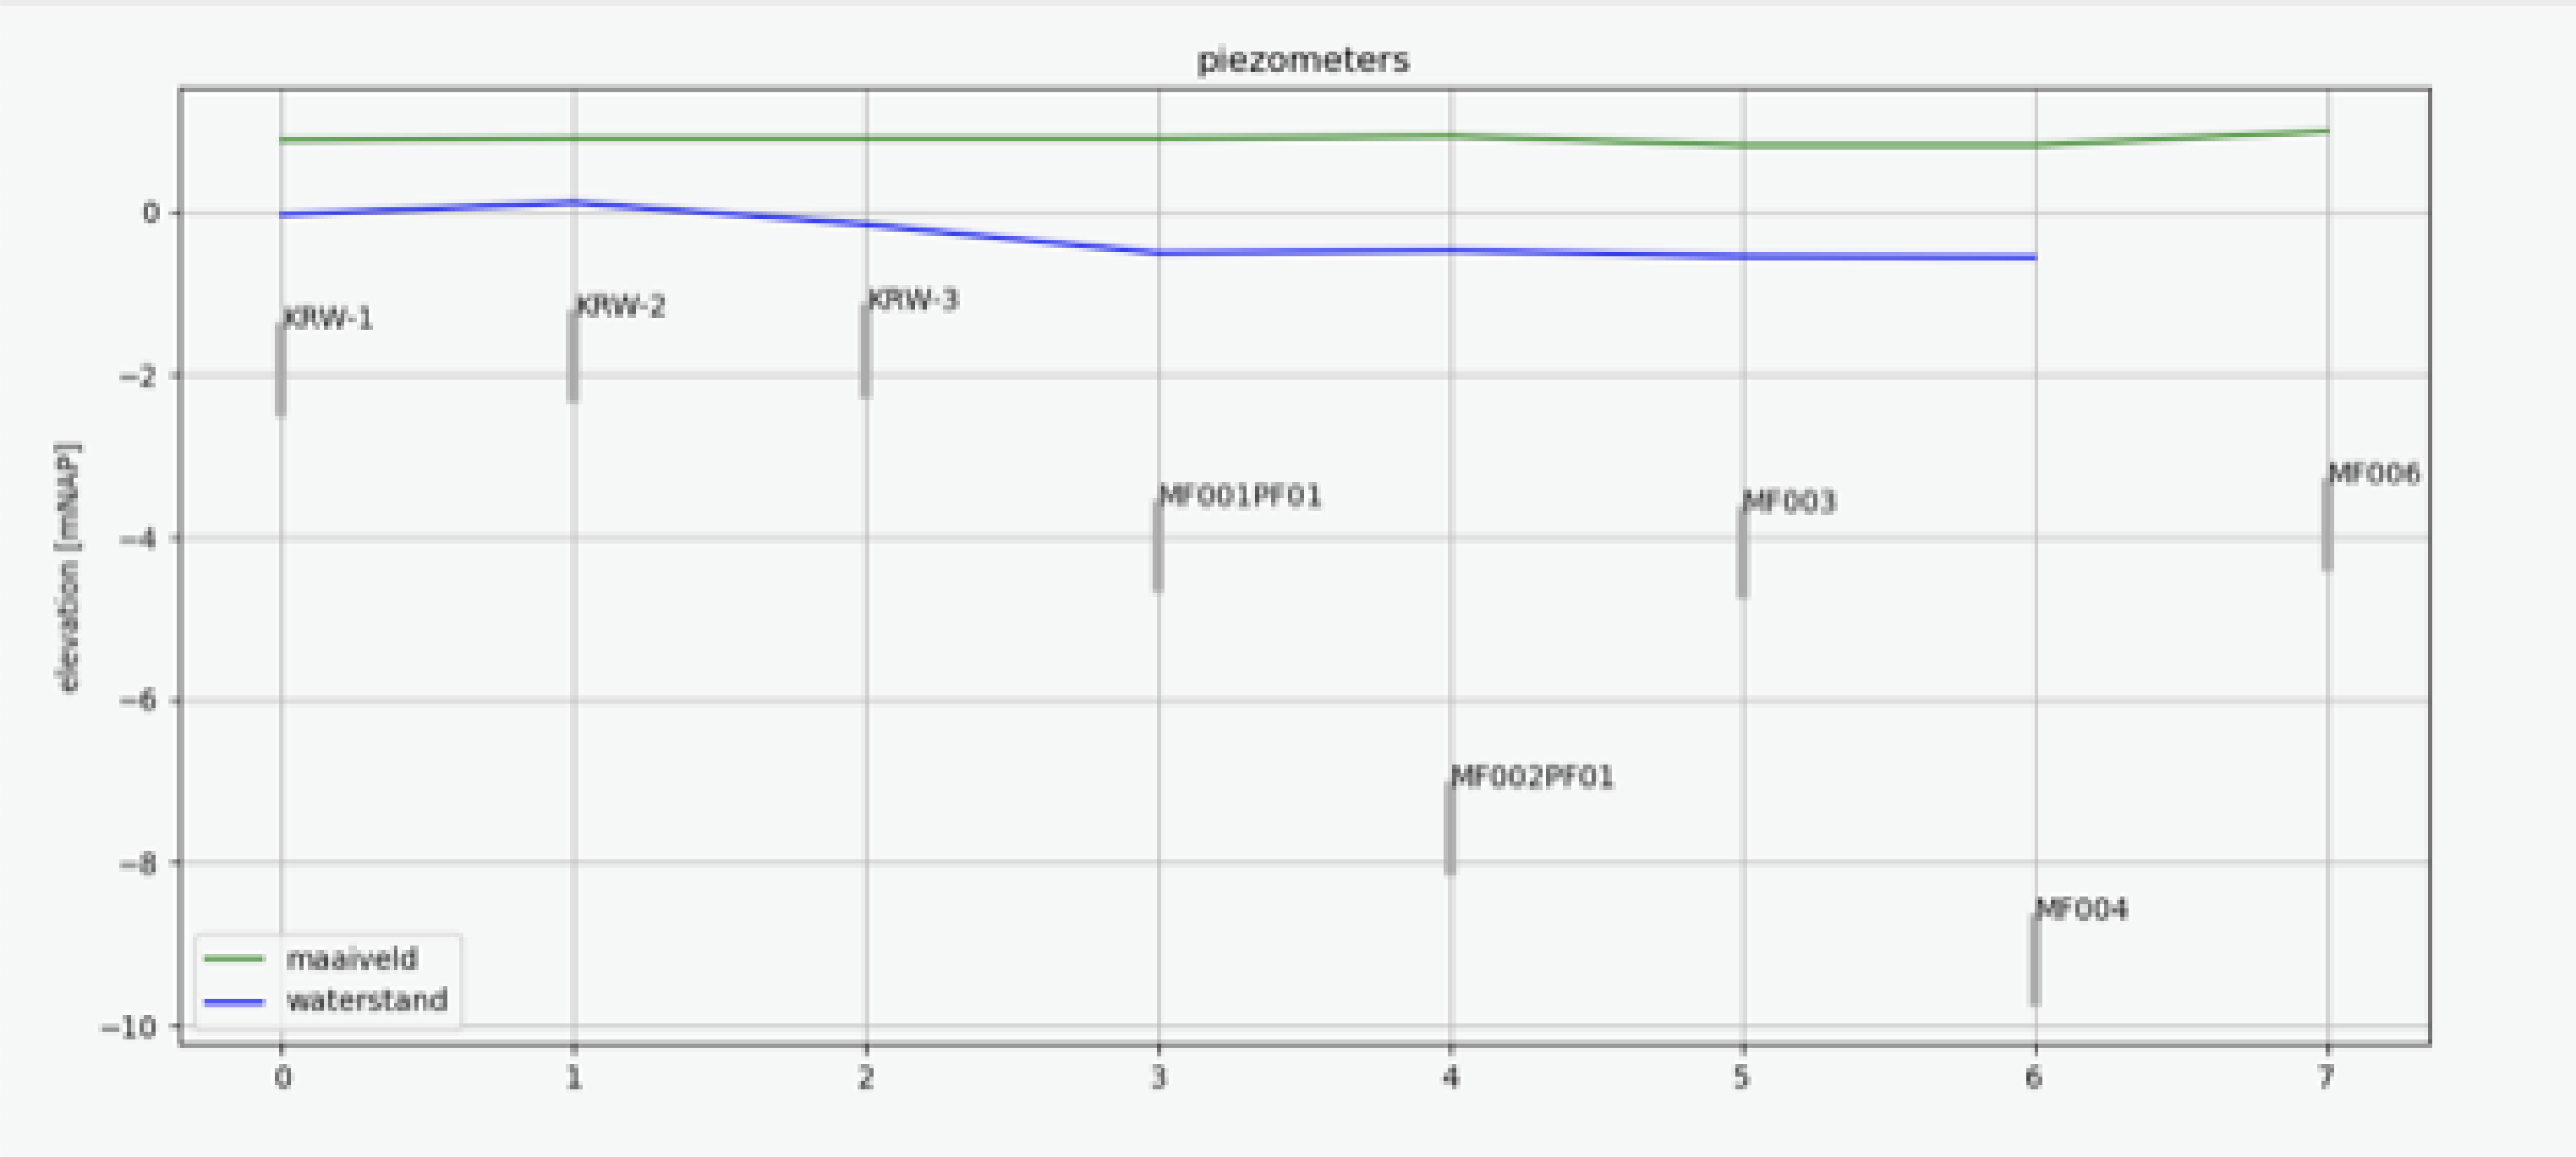 piezometers
elevation [mNAP]
0
−2
−4
−6
−8
−10
KRW-1
KRW-2
KRW-3
MF001PF01
MF002PF01
MF003
MF004
MF006
maaiveld
waterstand
0 1 2 3 4 5 6 7